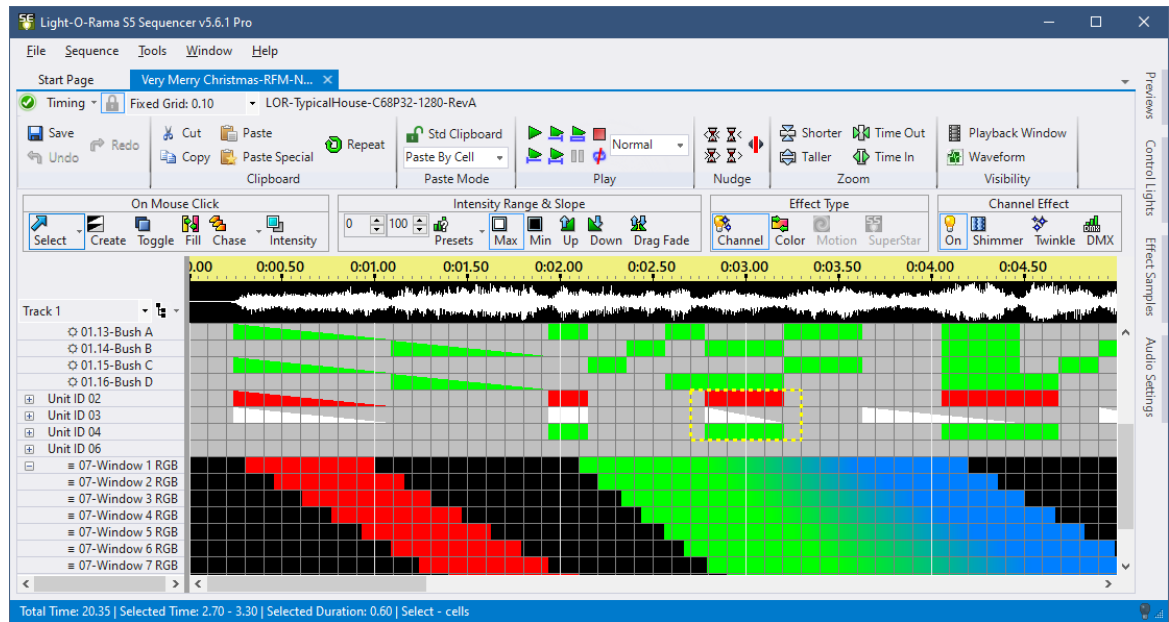 Light-O-Rama S5 Sequencer v5.6.1 Pro
File Sequence Tools Window Help
Start Page Very Merry Christmas-RFM-N...
Timing Fixed Grid: 0.10 LOR-TypicalHouse-C68P32-1280-RevA
Save Redo Cut Paste Repeat Std Clipboard Normal Shorter Time Out Playback Window
Undo Copy Paste Special Paste By Cell Taller Time In Waveform
Clipboard Paste Mode Play Nudge Zoom Visibility
On Mouse Click Intensity Range & Slope Effect Type Channel Effect
0 100
Select Create Toggle Fill Chase Intensity Presets Max Min Up Down Drag Fade Channel Color Motion SuperStar On Shimmer Twinkle DMX
0.00 0:00.50 0:01.00 0:01.50 0:02.00 0:02.50 0:03.00 0:03.50 0:04.00 0:04.50
Track 1
01.13-Bush A
01.14-Bush B
01.15-Bush C
01.16-Bush D
Unit ID 02
Unit ID 03
Unit ID 04
Unit ID 06
07-Window 1 RGB
07-Window 2 RGB
07-Window 3 RGB
07-Window 4 RGB
07-Window 5 RGB
07-Window 6 RGB
07-Window 7 RGB
Total Time: 20.35 | Selected Time: 2.70 - 3.30 | Selected Duration: 0.60 | Select - cells
Previews
Control Lights
Effect Samples
Audio Settings